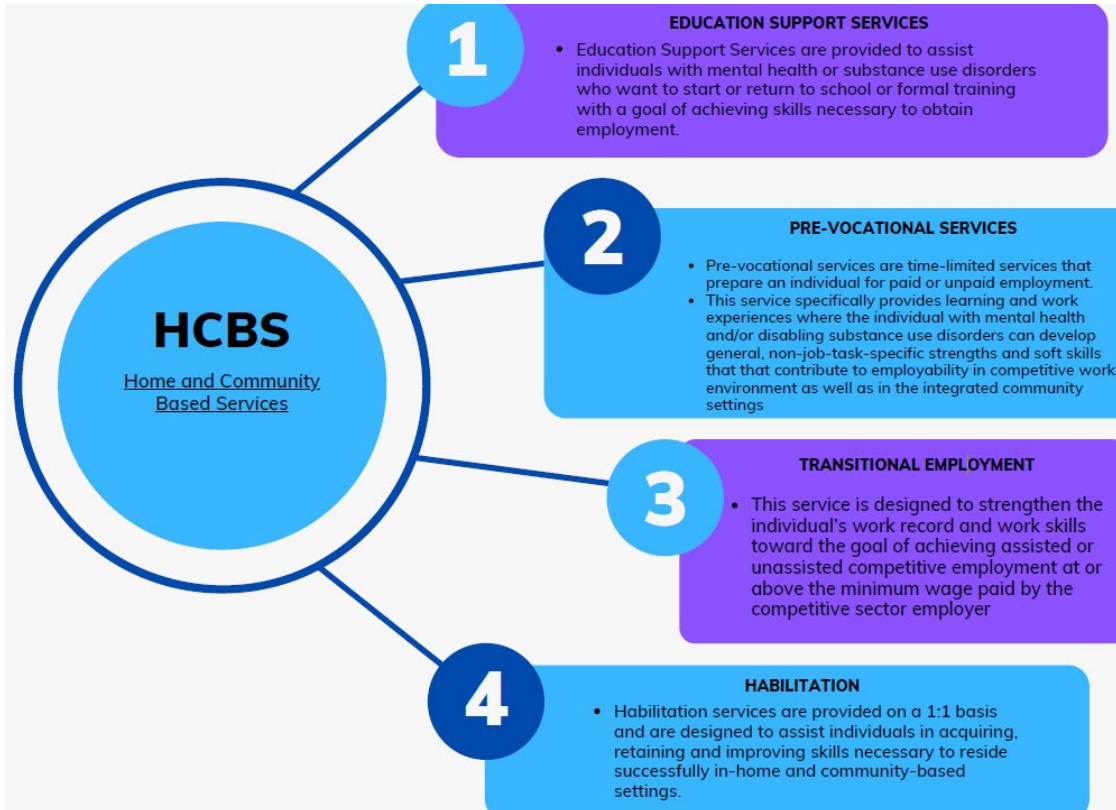 1
EDUCATION SUPPORT SERVICES
• Education Support Services are provided to assist
individuals with mental health or substance use disorders
who want to start or return to school or formal training
with a goal of achieving skills necessary to obtain
employment.
HCBS
Home and Community
Based Services
2
PRE-VOCATIONAL SERVICES
• Pre-vocational services are time-limited services that
prepare an individual for paid or unpaid employment.
• This service specifically provides learning and work
experiences where the individual with mental health
and/or disabling substance use disorders can develop
general, non-job-task-specific strengths and soft skills
that that contribute to employability in competitive work
environment as well as in the integrated community
settings
3
TRANSITIONAL EMPLOYMENT
• This service is designed to strengthen the
individual's work record and work skills
toward the goal of achieving assisted or
unassisted competitive employment at or
above the minimum wage paid by the
competitive sector employer
4
HABILITATION
• Habilitation services are provided on a 1:1 basis
and are designed to assist individuals in acquiring,
retaining and improving skills necessary to reside
successfully in-home and community-based
settings.